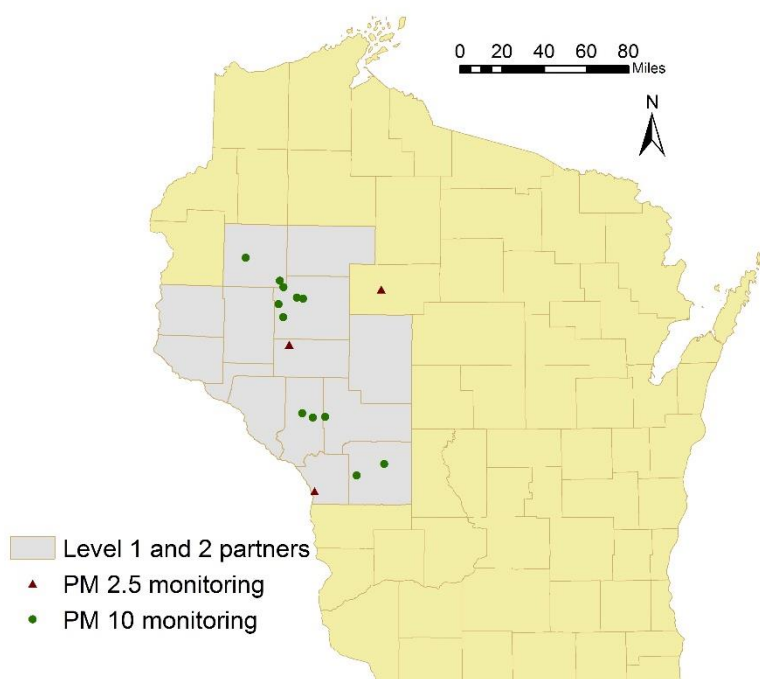 0 20 40 60 80
Miles
N
Level 1 and 2 partners
PM 2.5 monitoring
PM 10 monitoring